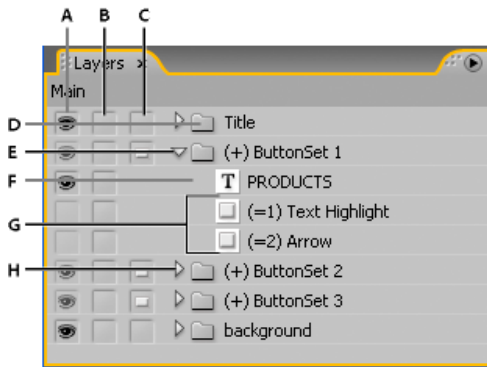 A B C
Layers x
Main
D Title
E (+) ButtonSet 1
F T PRODUCTS
G (=1) Text Highlight
(=2) Arrow
H (+) ButtonSet 2
(+) ButtonSet 3
background